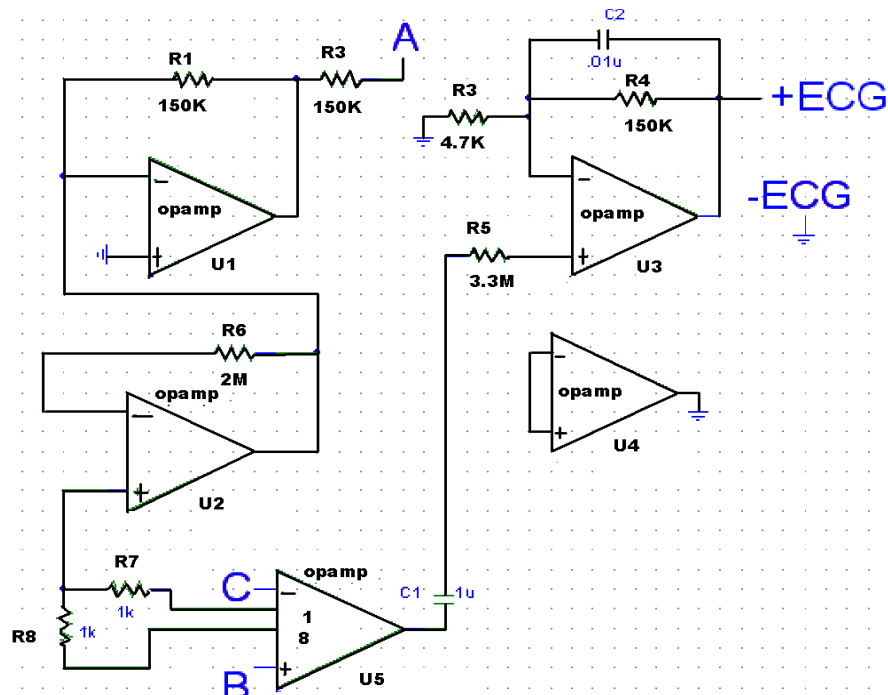 A
R1
150K
R3
150K
−
opamp
+
U1
C2
.01u
R3
4.7K
R4
150K
+ECG
-ECG
−
opamp
+
U3
R5
3.3M
R6
2M
opamp
−
+
U2
−
opamp
+
U4
R7
1k
R8
1k
opamp
C
−
1
8
B
+
U5
C1
1u